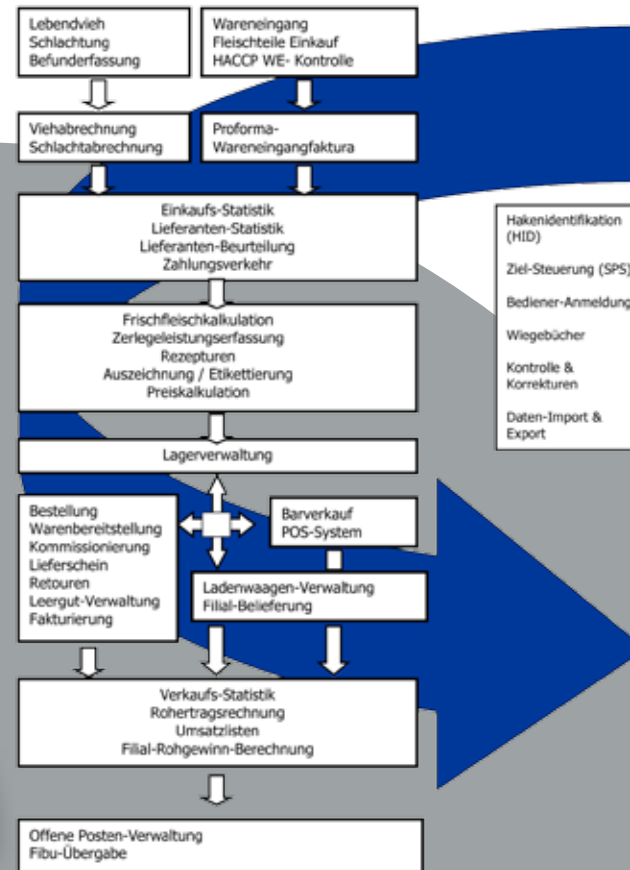 Lebendvieh
Schlachtung
Befunderfassung
Wareneingang
Fleischteile Einkauf
HACCP WE- Kontrolle
Viehabrechnung
Schlachtabrechnung
Proforma-
Wareneingangfaktura
Einkaufs-Statistik
Lieferanten-Statistik
Lieferanten-Beurteilung
Zahlungsverkehr
Hakenidentifikation
(HID)
Ziel-Steuerung (SPS)
Bediener-Anmeldung
Wiegebücher
Kontrolle &
Korrekturen
Daten-Import &
Export
Frischfleischkalkulation
Zerlegeleistungserfassung
Rezepturen
Auszeichnung / Etikettierung
Preiskalkulation
Lagerverwaltung
Bestellung
Warenbereitstellung
Kommissionierung
Lieferschein
Retouren
Leergut-Verwaltung
Fakturierung
Barverkauf
POS-System
Ladenwaagen-Verwaltung
Filial-Belieferung
Verkaufs-Statistik
Rohertragsrechnung
Umsatzlisten
Filial-Rohgewinn-Berechnung
Offene Posten-Verwaltung
Fibu-Übergabe